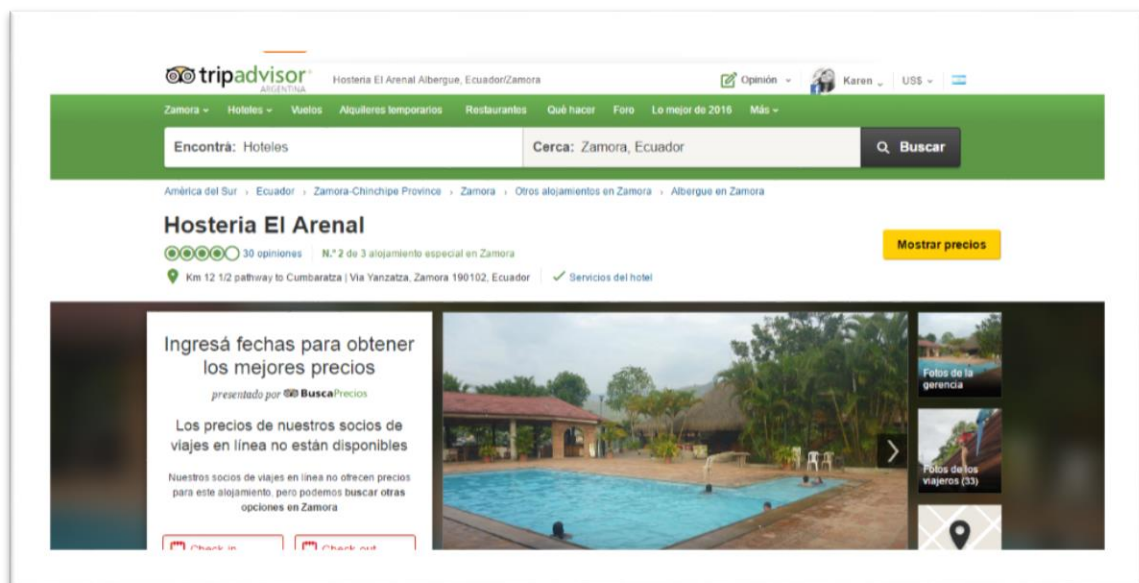 tripadvisor
ARGENTINA
Hosteria El Arenal Albergue, Ecuador/Zamora
Opinión
Karen
US$
Zamora Hoteles Vuelos Alquileres temporarios Restaurantes Qué hacer Foro Lo mejor de 2016 Más
Encontrá: Hoteles
Cerca: Zamora, Ecuador
Buscar
América del Sur › Ecuador › Zamora-Chinchipe Province › Zamora › Otros alojamientos en Zamora › Albergue en Zamora
Hosteria El Arenal
30 opiniones
N.° 2 de 3 alojamiento especial en Zamora
Mostrar precios
Km 12 1/2 pathway to Cumbaratza | Via Yanzatza, Zamora 190102, Ecuador
Servicios del hotel
Ingresá fechas para obtener
los mejores precios
presentado por BuscaPrecios
Los precios de nuestros socios de
viajes en línea no están disponibles
Nuestros socios de viajes en línea no ofrecen precios
para este alojamiento, pero podemos buscar otras
opciones en Zamora
Check in
Check out
Fotos de la
gerencia
Fotos de los
viajeros (33)